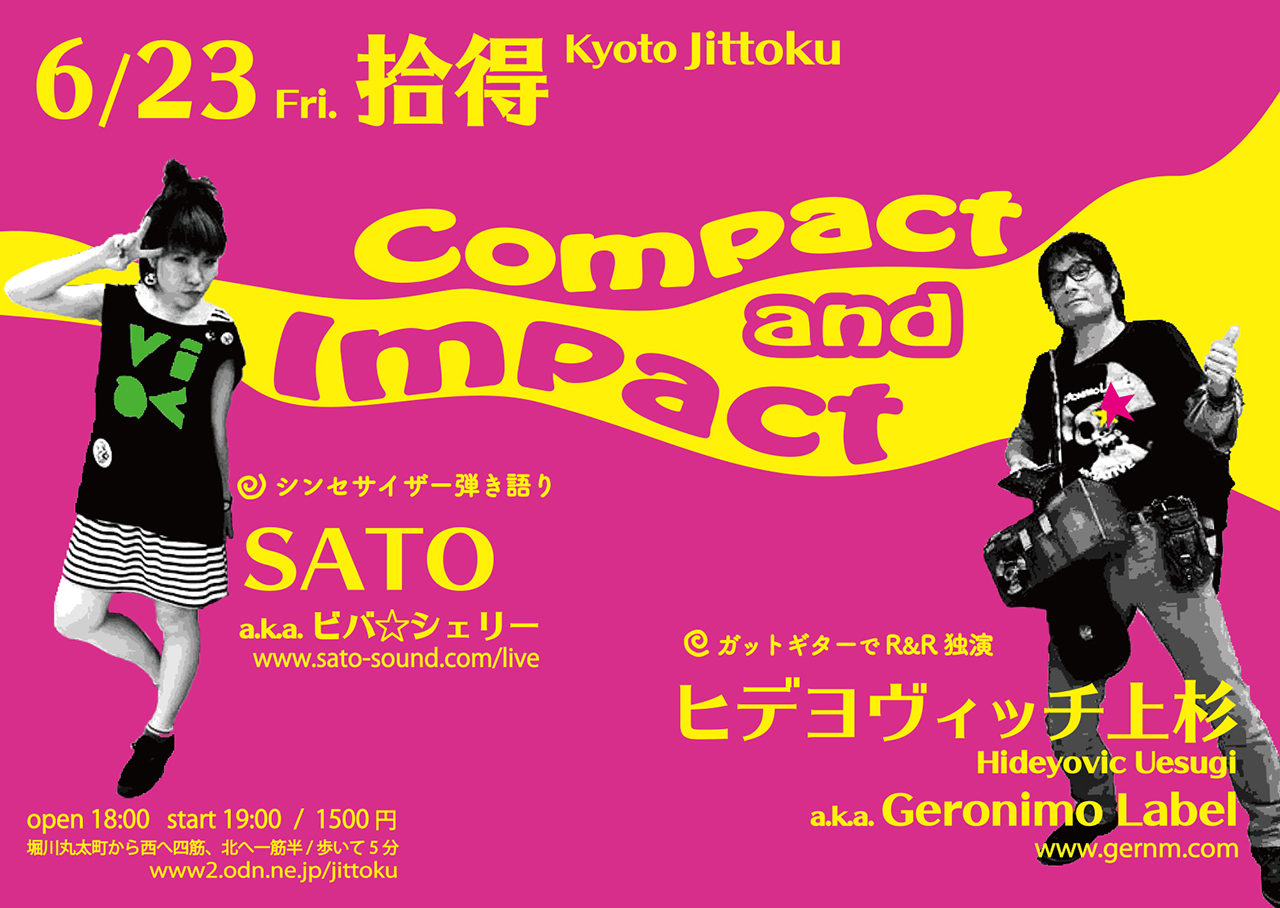 6/23 Fri. 拾得 Kyoto Jittoku
Compact
and
Impact
シンセサイザー弾き語り
SATO
a.k.a. ビバ☆シェリー
www.sato-sound.com/live
ガットギターでR&R 独演
ヒデヨヴィッチ上杉
Hideyovic Uesugi
a.k.a. Geronimo Label
www.gernm.com
open 18:00 start 19:00 / 1500円
堀川丸太町から西へ四筋、北へ一筋半 / 歩いて5分
www2.odn.ne.jp/jittoku